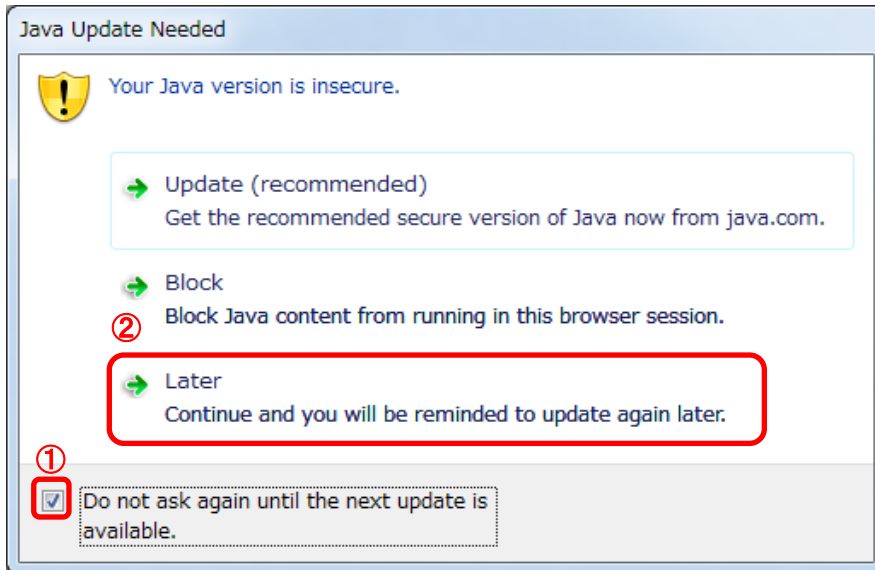 Java Update Needed
Your Java version is insecure.
Update (recommended)
Get the recommended secure version of Java now from java.com.
Block
Block Java content from running in this browser session.
②
Later
Continue and you will be reminded to update again later.
①
Do not ask again until the next update is
available.